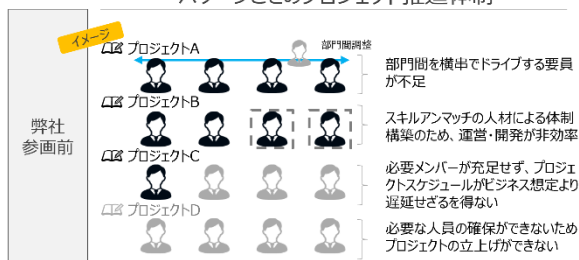 イメージ
プロジェクトA
部門間調整
部門間を横串でドライブする要員
が不足
プロジェクトB
スキルアンマッチの人材による体制
構築のため、運営・開発が非効率
弊社
参画前
プロジェクトC
必要メンバーが充足せず、プロジェ
クトスケジュールがビジネス想定より
遅延せざるを得ない
プロジェクトD
必要な人員の確保ができないため
プロジェクトの立上げができない